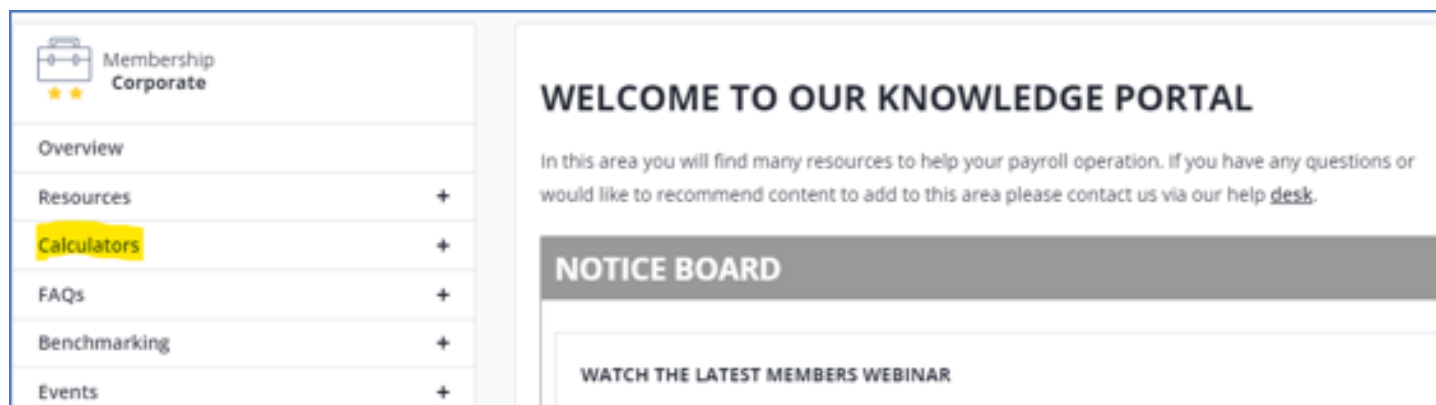 Membership
Corporate
Overview
Resources +
Calculators +
FAQs +
Benchmarking +
Events +
WELCOME TO OUR KNOWLEDGE PORTAL
In this area you will find many resources to help your payroll operation. If you have any questions or
would like to recommend content to add to this area please contact us via our help desk.
NOTICE BOARD
WATCH THE LATEST MEMBERS WEBINAR